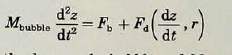 M_bubble d²z/dt² = F_b + F_d(dz/dt, r)